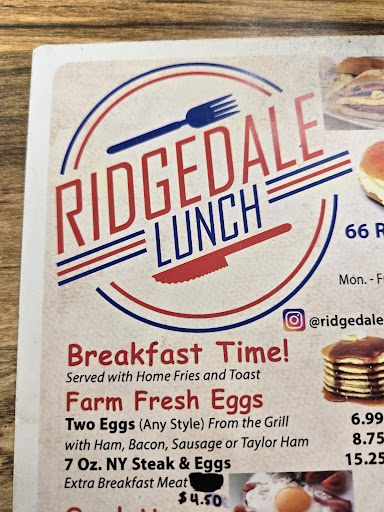 RIDGEDALE
LUNCH
66 R
Mon. - F
@ridgedale
Breakfast Time!
Served with Home Fries and Toast
Farm Fresh Eggs
Two Eggs (Any Style) From the Grill 6.99
with Ham, Bacon, Sausage or Taylor Ham 8.75
7 Oz. NY Steak & Eggs 15.25
Extra Breakfast Meat
$4.50